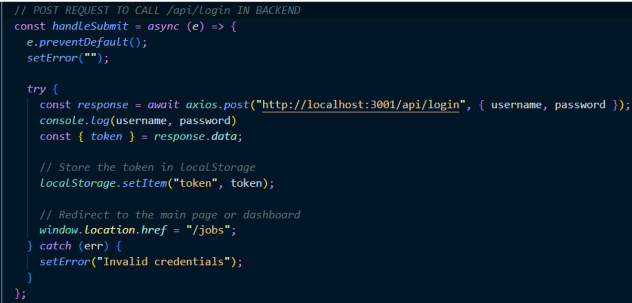 // POST REQUEST TO CALL /api/login IN BACKEND
const handleSubmit = async (e) => {
  e.preventDefault();
  setError("");

  try {
    const response = await axios.post("http://localhost:3001/api/login", { username, password });
    console.log(username, password)
    const { token } = response.data;

    // Store the token in localStorage
    localStorage.setItem("token", token);

    // Redirect to the main page or dashboard
    window.location.href = "/jobs";
  } catch (err) {
    setError("Invalid credentials");
  }
};